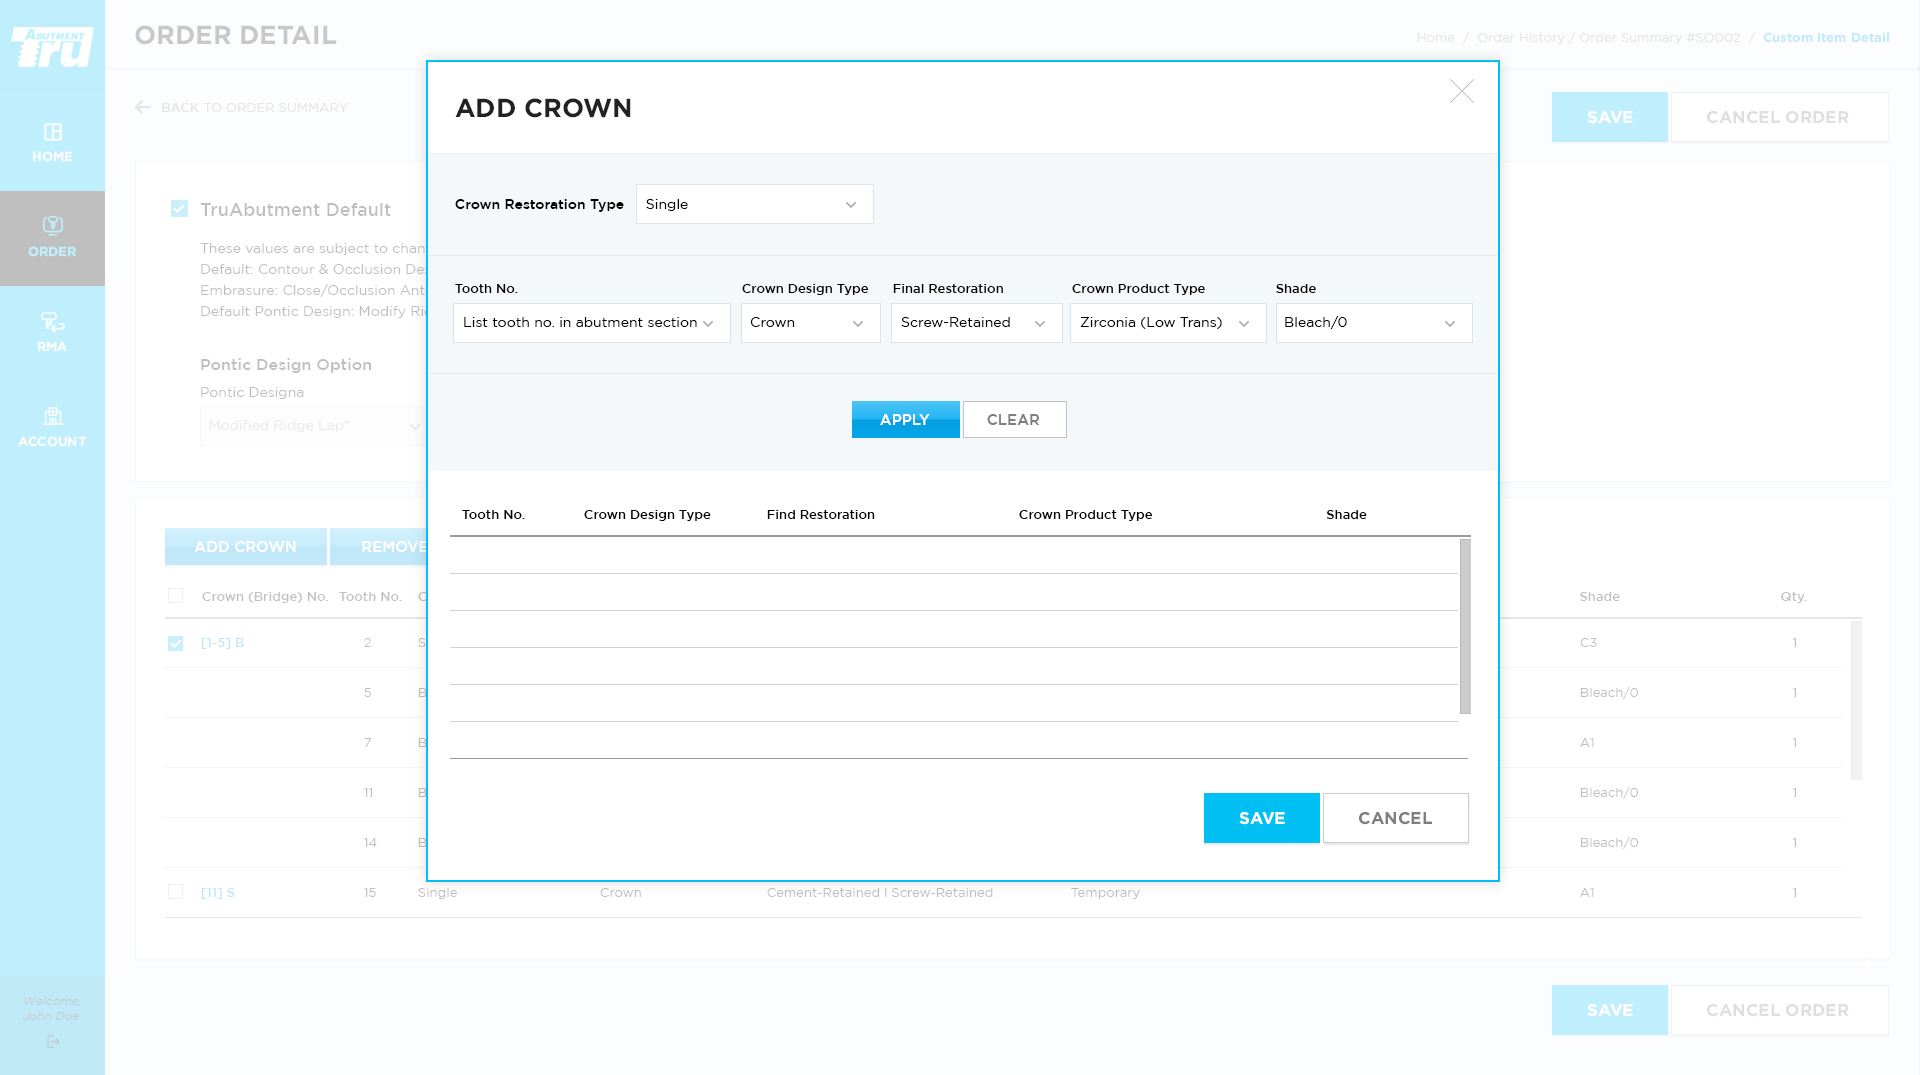 ABUTMENT
Tru
ORDER DETAIL
Home / Order History / Order Summary #SO002 / Custom Item Detail
BACK TO ORDER SUMMARY
SAVE
CANCEL ORDER
HOME
ORDER
RMA
ACCOUNT
Welcome,
John Doe
TruAbutment Default
These values are subject to chan
Default: Contour & Occlusion De
Embrasure: Close/Occlusion Ant
Default Pontic Design: Modify Ri
Pontic Design Option
Pontic Designa
Modified Ridge Lap*
ADD CROWN
Crown Restoration Type
Single
Tooth No.
Crown Design Type
Final Restoration
Crown Product Type
Shade
List tooth no. in abutment section
Crown
Screw-Retained
Zirconia (Low Trans)
Bleach/0
APPLY
CLEAR
Tooth No.
Crown Design Type
Find Restoration
Crown Product Type
Shade
SAVE
CANCEL
ADD CROWN
REMOVE
Crown (Bridge) No.
Tooth No.
C
Shade
Qty.
[1-5] B 2 S C3 1
5 B Bleach/0 1
7 B A1 1
11 B Bleach/0 1
14 B Bleach/0 1
[11] S 15 Single Crown Cement-Retained I Screw-Retained Temporary A1 1
SAVE
CANCEL ORDER